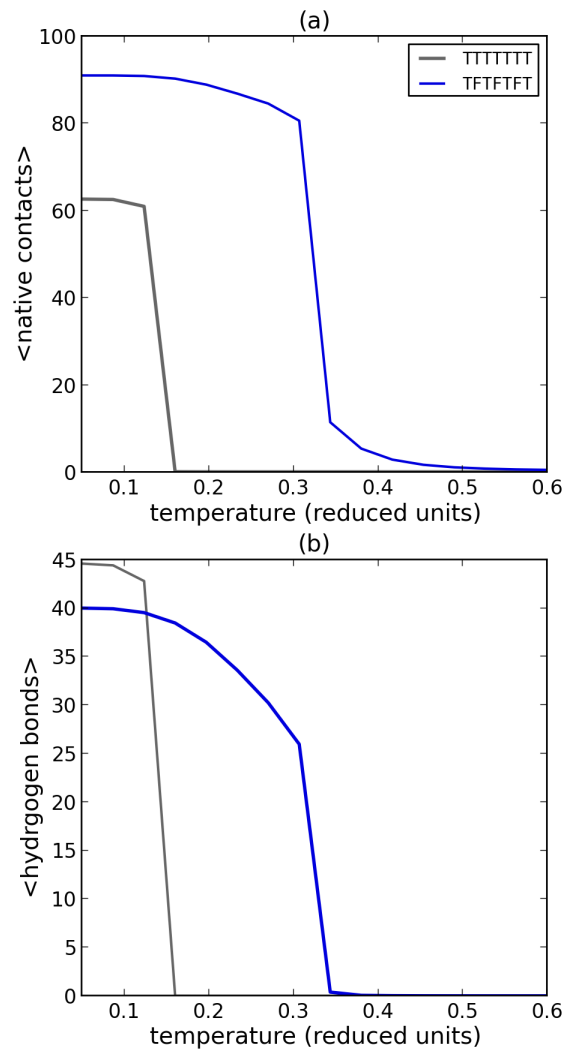 (a)
100
80
60
40
20
0
<native contacts>
TTTTTTT
TFTFTFT
0.1 0.2 0.3 0.4 0.5 0.6
temperature (reduced units)
(b)
45
40
35
30
25
20
15
10
5
0
<hydrgogen bonds>
0.1 0.2 0.3 0.4 0.5 0.6
temperature (reduced units)